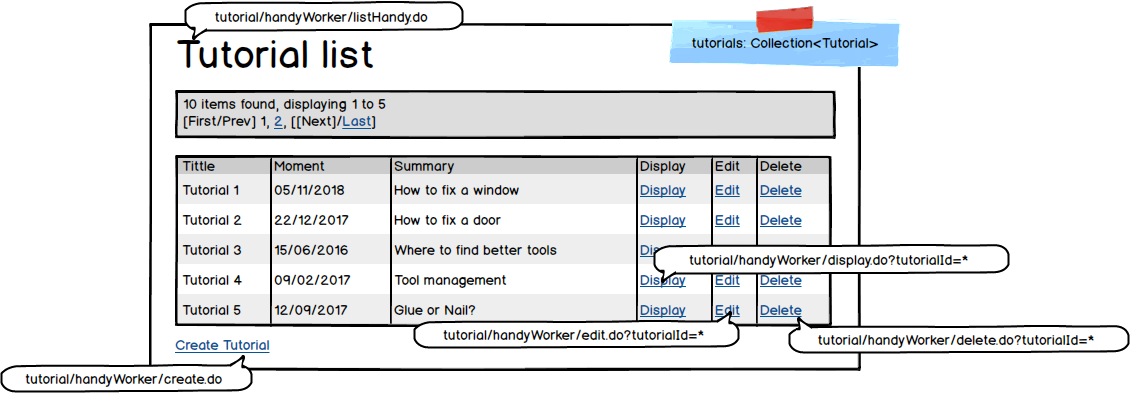 tutorial/handyWorker/listHandy.do
tutorials: Collection<Tutorial>
Tutorial list
10 items found, displaying 1 to 5
[First/Prev] 1, 2, [[Next]/Last]
Tittle Moment Summary Display Edit Delete
Tutorial 1 05/11/2018 How to fix a window Display Edit Delete
Tutorial 2 22/12/2017 How to fix a door Display Edit Delete
Tutorial 3 15/06/2016 Where to find better tools
tutorial/handyWorker/display.do?tutorialId=*
Tutorial 4 09/02/2017 Tool management Display Edit Delete
Tutorial 5 12/09/2017 Glue or Nail? Display Edit Delete
tutorial/handyWorker/edit.do?tutorialId=*
tutorial/handyWorker/delete.do?tutorialId=*
Create Tutorial
tutorial/handyWorker/create.do